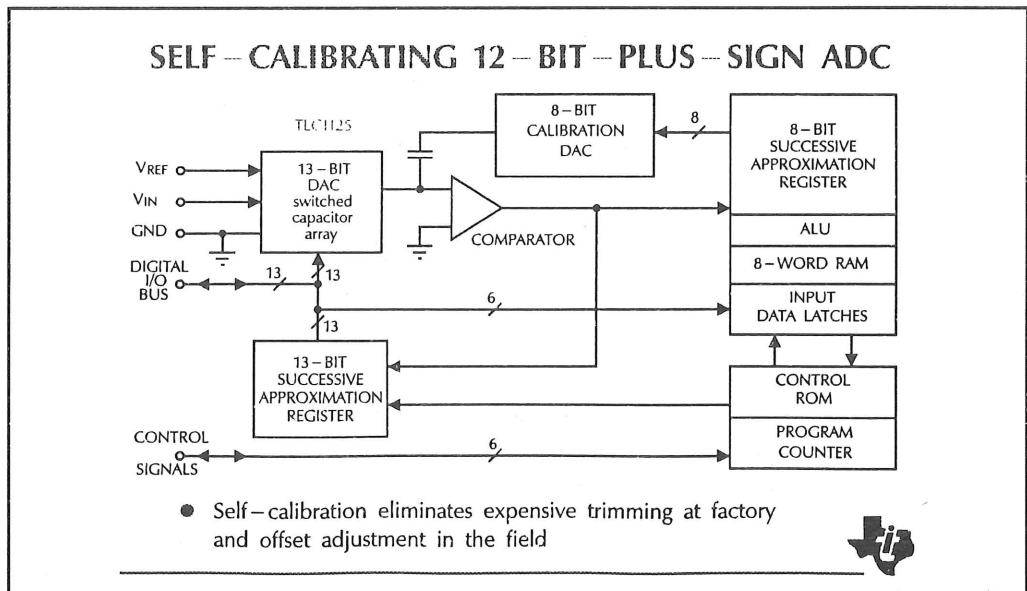 SELF – CALIBRATING 12 – BIT – PLUS – SIGN ADC
TLC1125
8 – BIT
CALIBRATION
DAC
8
8 – BIT
SUCCESSIVE
APPROXIMATION
REGISTER
ALU
8 – WORD RAM
INPUT
DATA LATCHES
VREF
VIN
GND
13 – BIT
DAC
switched
capacitor
array
COMPARATOR
DIGITAL
I/O
BUS
13
13
6
13
13 – BIT
SUCCESSIVE
APPROXIMATION
REGISTER
CONTROL
ROM
PROGRAM
COUNTER
CONTROL
SIGNALS
6
● Self – calibration eliminates expensive trimming at factory
and offset adjustment in the field